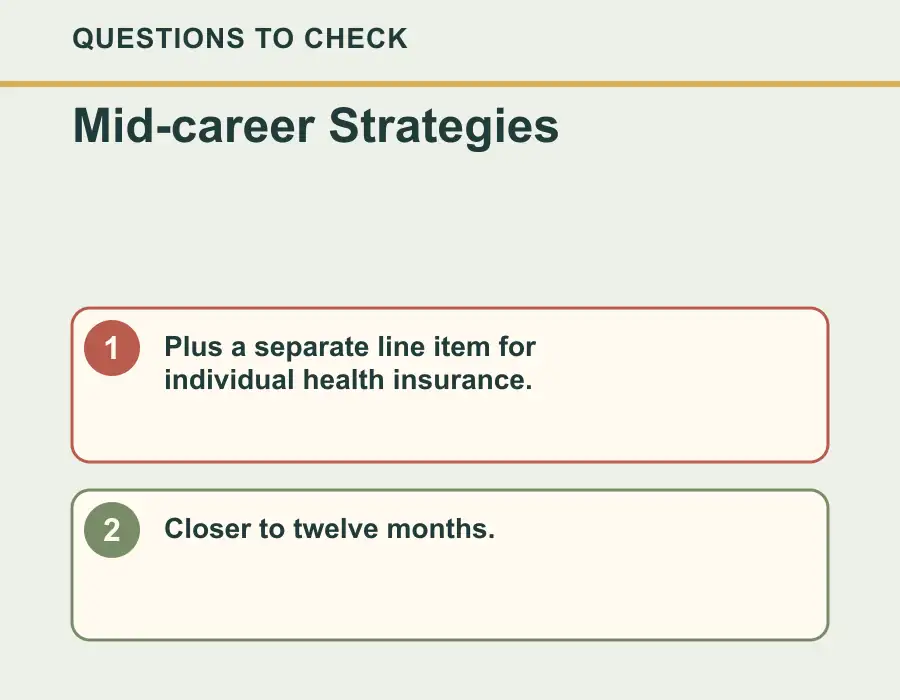 QUESTIONS TO CHECK
Mid-career Strategies
1
Plus a separate line item for
individual health insurance.
2
Closer to twelve months.